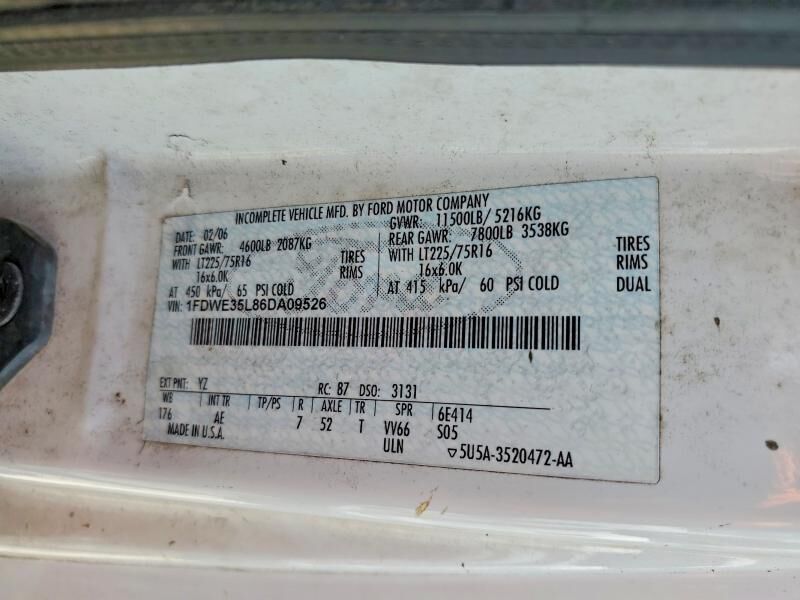 INCOMPLETE VEHICLE MFD. BY FORD MOTOR COMPANY
DATE: 02/06 GVWR: 11500LB/ 5216KG
FRONT GAWR: 4600LB 2087KG REAR GAWR: 7800LB 3538KG
WITH LT225/75R16 TIRES WITH LT225/75R16 TIRES
16x6.0K RIMS 16x6.0K RIMS
AT 450 kPa/ 65 PSI COLD AT 415 kPa/ 60 PSI COLD DUAL
VIN: 1FDWE35L86DA09526
EXT PNT: YZ RC: 87 DSO: 3131
WB INT TR TP/PS R AXLE TR SPR 6E414
176 AE 7 52 T VV66 S05
MADE IN U.S.A. ULN ▽5U5A-3520472-AA